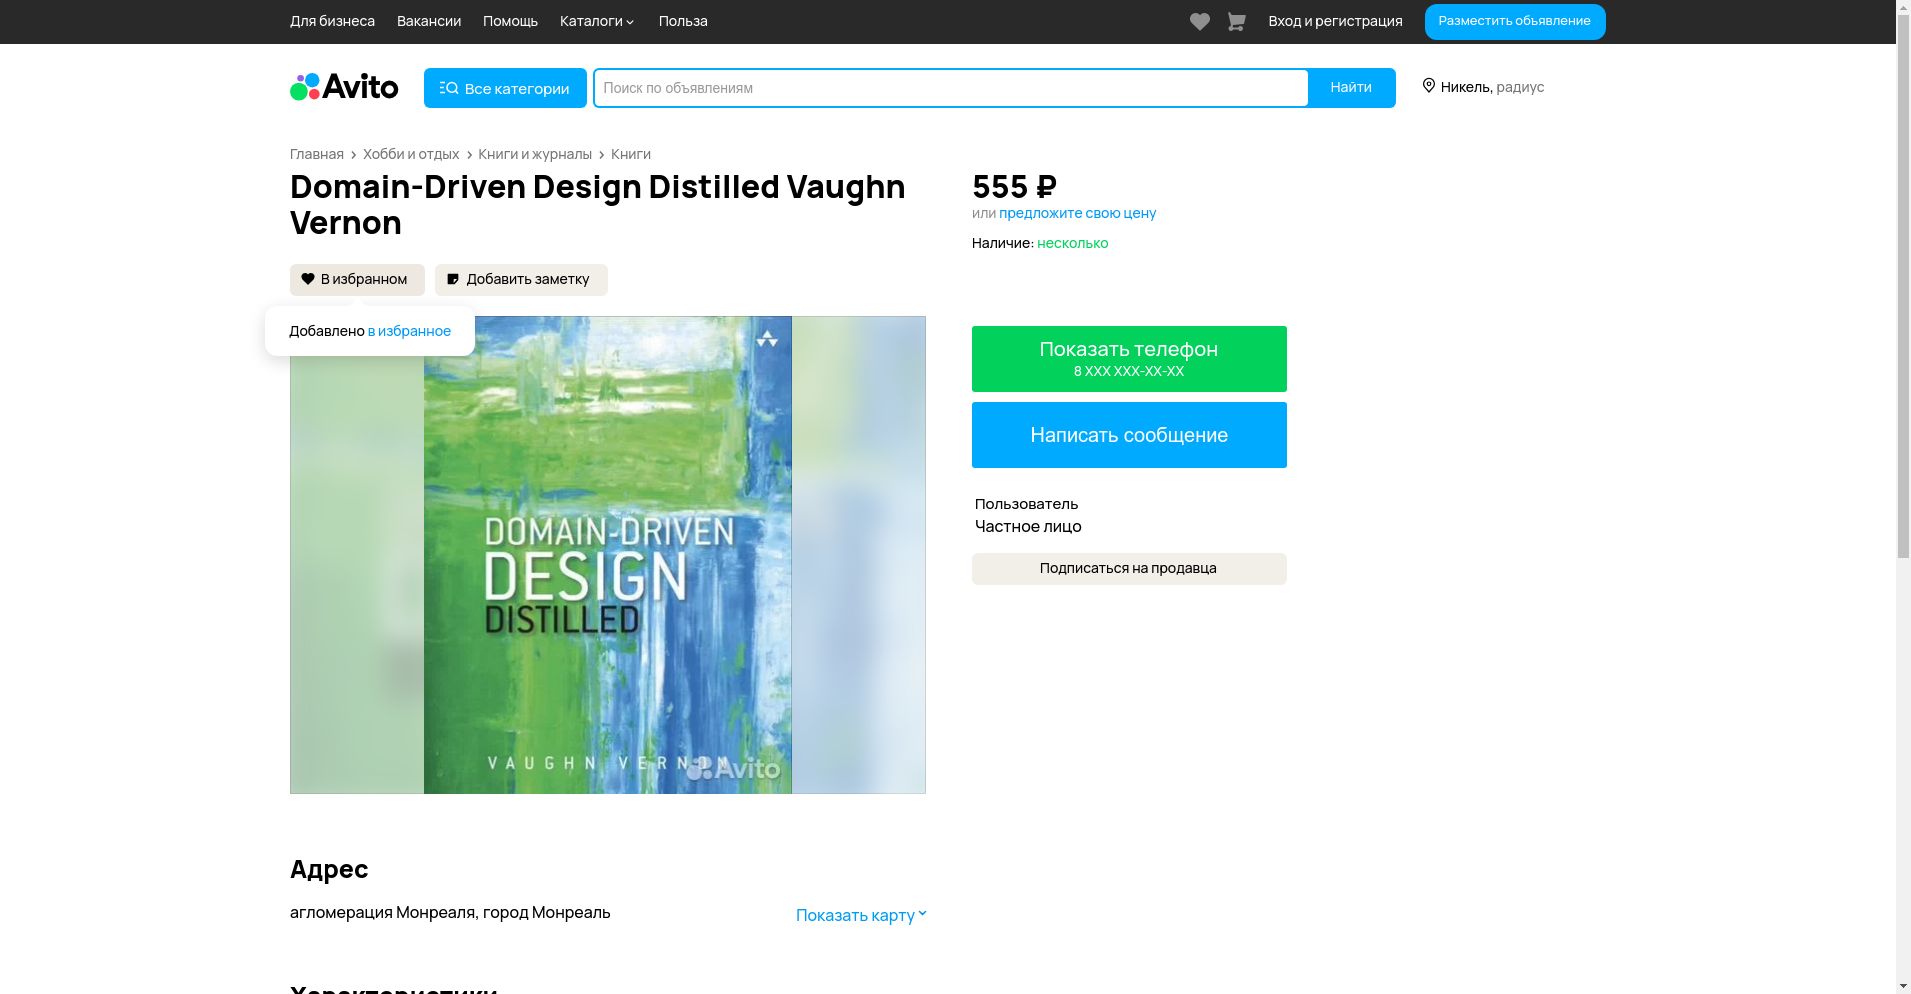 Для бизнеса Вакансии Помощь Каталоги Польза Вход и регистрация Разместить объявление
Avito Все категории Поиск по объявлениям Найти Никель, радиус
Главная > Хобби и отдых > Книги и журналы > Книги
Domain-Driven Design Distilled Vaughn
Vernon
555 ₽
или предложите свою цену
Наличие: несколько
В избранном Добавить заметку
Добавлено в избранное
DOMAIN-DRIVEN
DESIGN
DISTILLED
VAUGHN VERNON
Avito
Показать телефон
8 XXX XXX-XX-XX
Написать сообщение
Пользователь
Частное лицо
Подписаться на продавца
Адрес
агломерация Монреаля, город Монреаль Показать карту
Характеристики